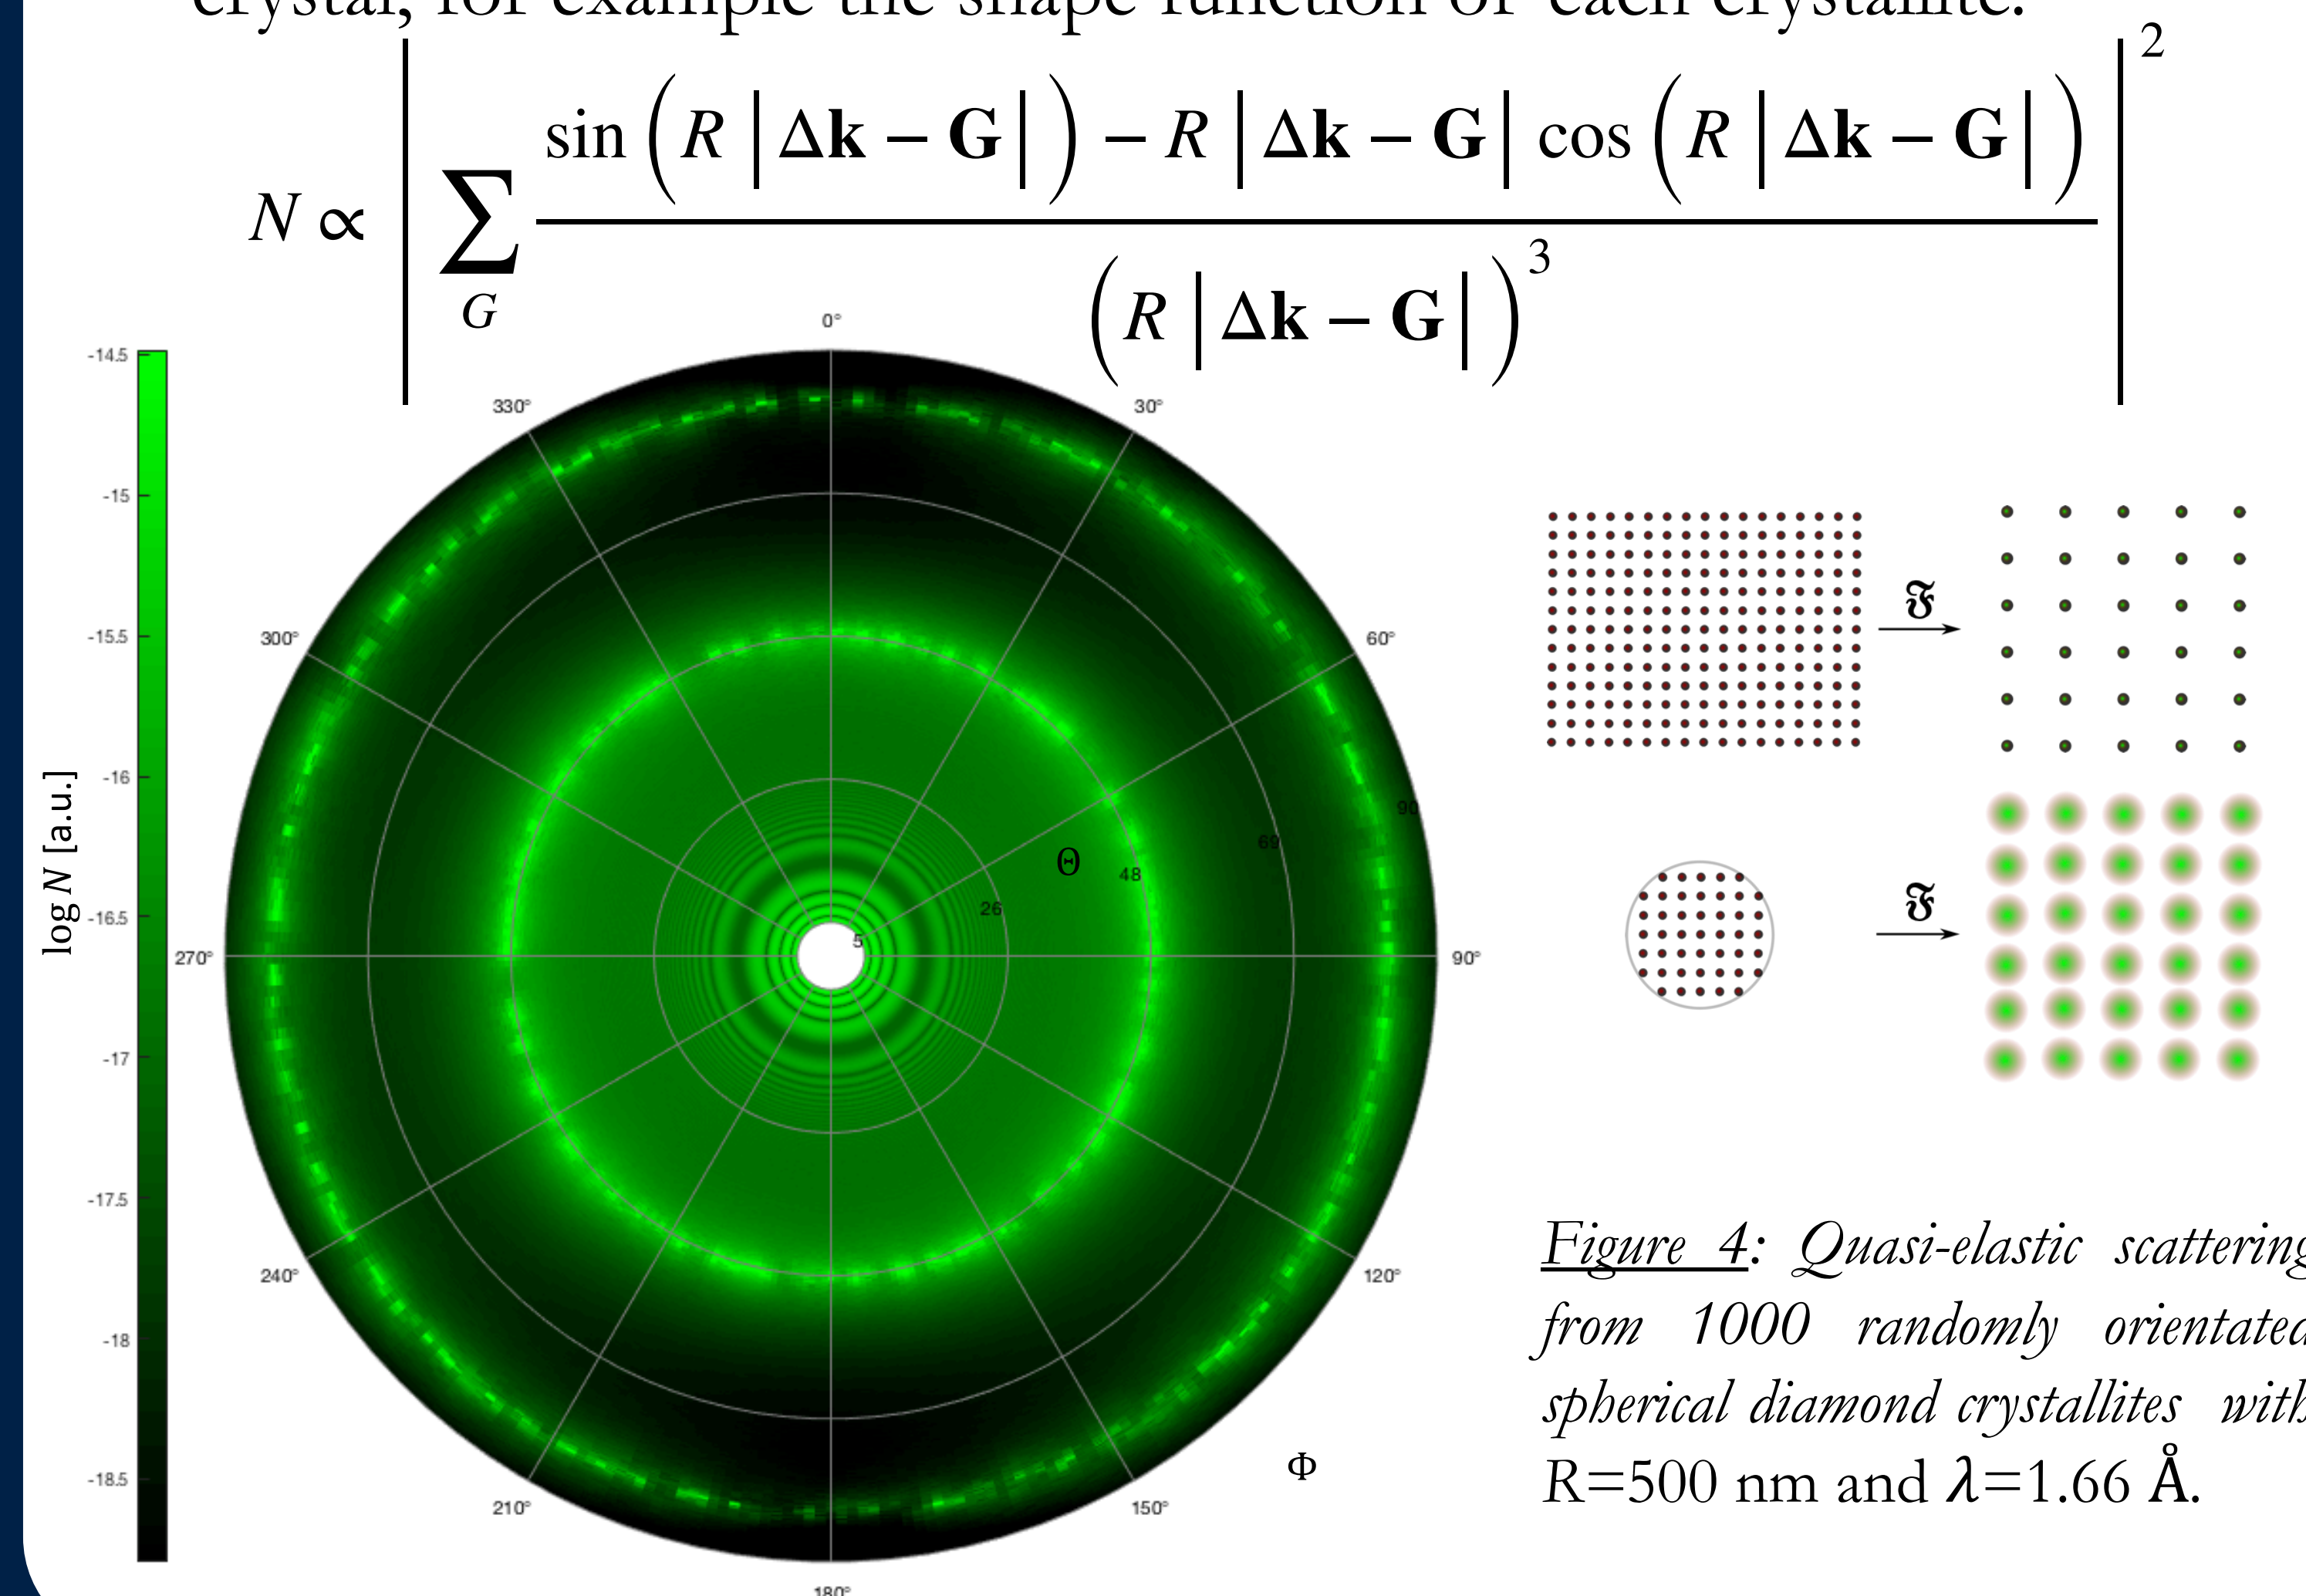 crystal, for example the shape function of each crystallite.
N ∝ | ∑_G [sin(R |Δk − G|) − R |Δk − G| cos(R |Δk − G|)] / (R |Δk − G|)^3 |^2
0°
30°
60°
90°
120°
150°
180°
210°
240°
270°
300°
330°
-14.5
-15
-15.5
-16
-16.5
-17
-17.5
-18
-18.5
log N [a.u.]
5
26
48
69
90
Θ
Φ
𝕱
𝕱
Figure 4: Quasi-elastic scattering
from 1000 randomly orientated
spherical diamond crystallites with
R=500 nm and λ=1.66 Å.